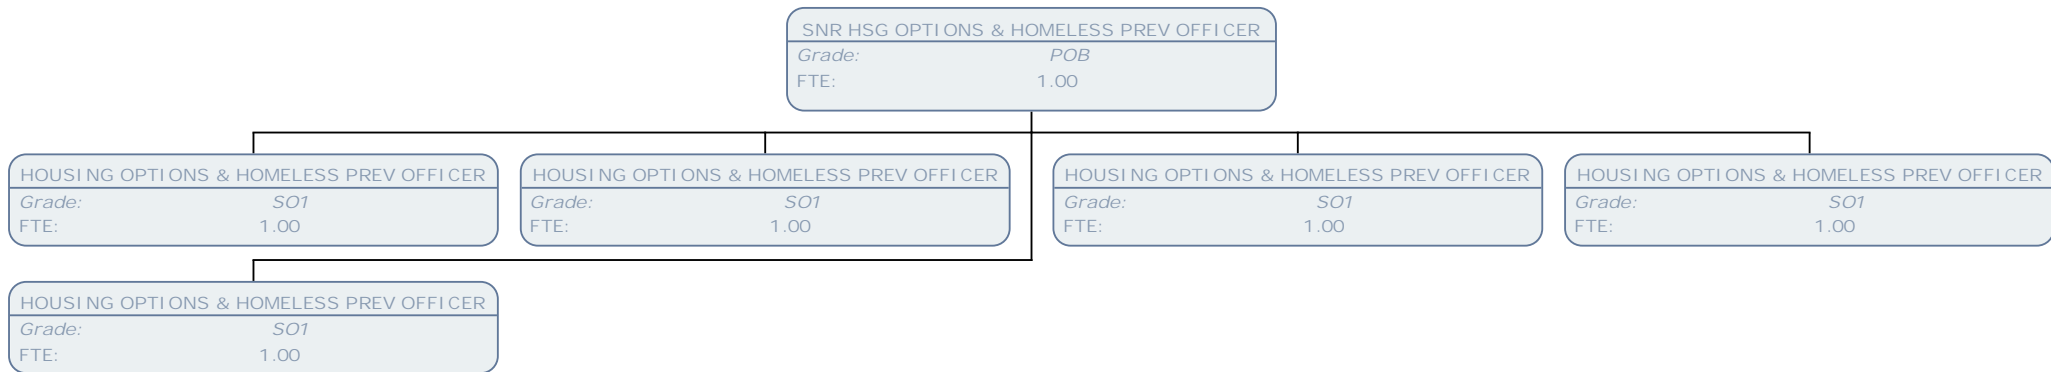 SNR HSG OPTIONS & HOMELESS PREV OFFICER
Grade: POB
FTE: 1.00
HOUSING OPTIONS & HOMELESS PREV OFFICER
Grade: SO1
FTE: 1.00
HOUSING OPTIONS & HOMELESS PREV OFFICER
Grade: SO1
FTE: 1.00
HOUSING OPTIONS & HOMELESS PREV OFFICER
Grade: SO1
FTE: 1.00
HOUSING OPTIONS & HOMELESS PREV OFFICER
Grade: SO1
FTE: 1.00
HOUSING OPTIONS & HOMELESS PREV OFFICER
Grade: SO1
FTE: 1.00